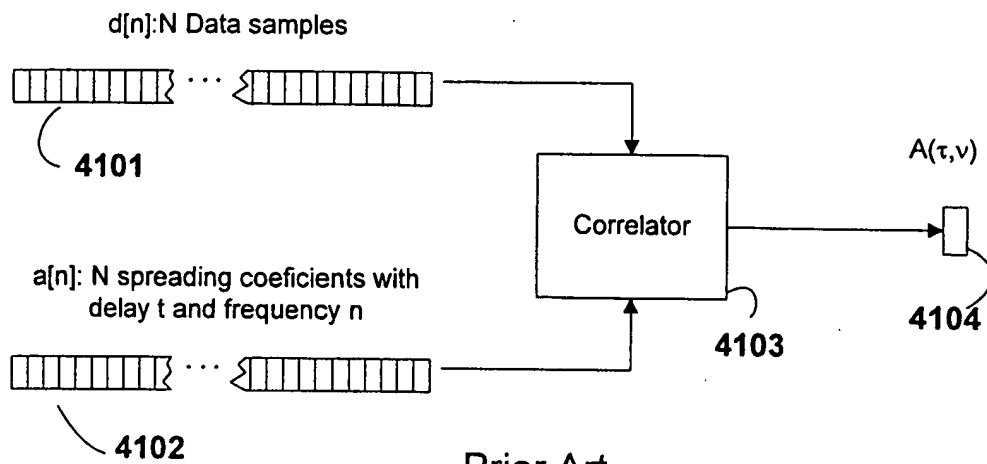 d[n]:N Data samples
4101
A(τ,ν)
Correlator
a[n]: N spreading coeficients with
delay t and frequency n
4103
4104
4102
Prior Art